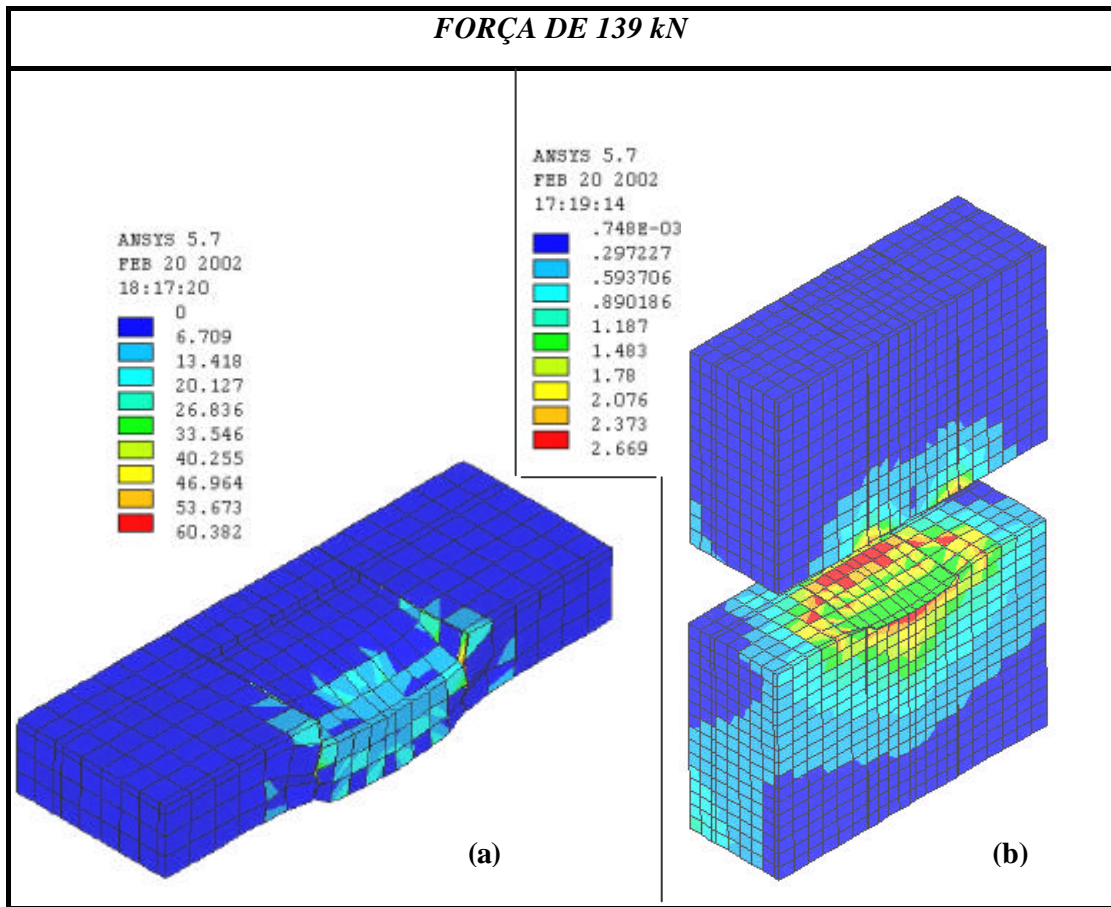 FORÇA DE 139 kN
ANSYS 5.7
FEB 20 2002
18:17:20
0
6.709
13.418
20.127
26.836
33.546
40.255
46.964
53.673
60.382
(a)
ANSYS 5.7
FEB 20 2002
17:19:14
.748E-03
.297227
.593706
.890186
1.187
1.483
1.78
2.076
2.373
2.669
(b)